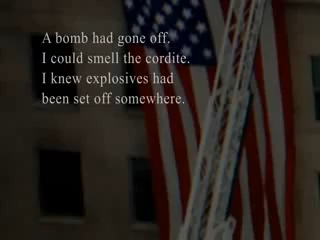 A bomb had gone off.
I could smell the cordite.
I knew explosives had
been set off somewhere.